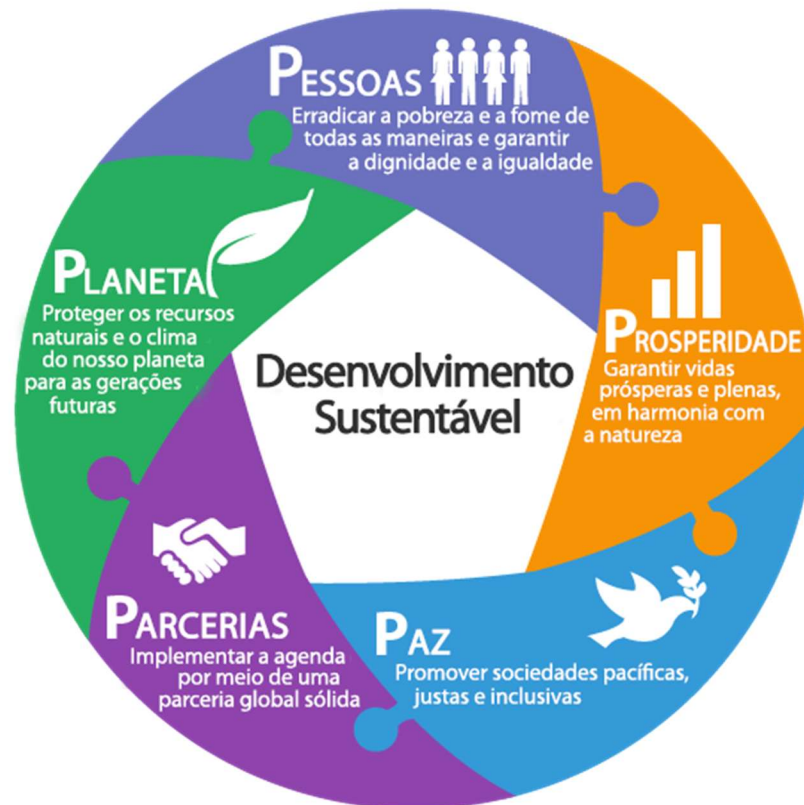 PESSOAS
Erradicar a pobreza e a fome de
todas as maneiras e garantir
a dignidade e a igualdade
PLANETA
Proteger os recursos
naturais e o clima
do nosso planeta
para as gerações
futuras
PROSPERIDADE
Garantir vidas
prósperas e plenas,
em harmonia com
a natureza
Desenvolvimento
Sustentável
PARCERIAS
Implementar a agenda
por meio de uma
parceria global sólida
PAZ
Promover sociedades pacíficas,
justas e inclusivas